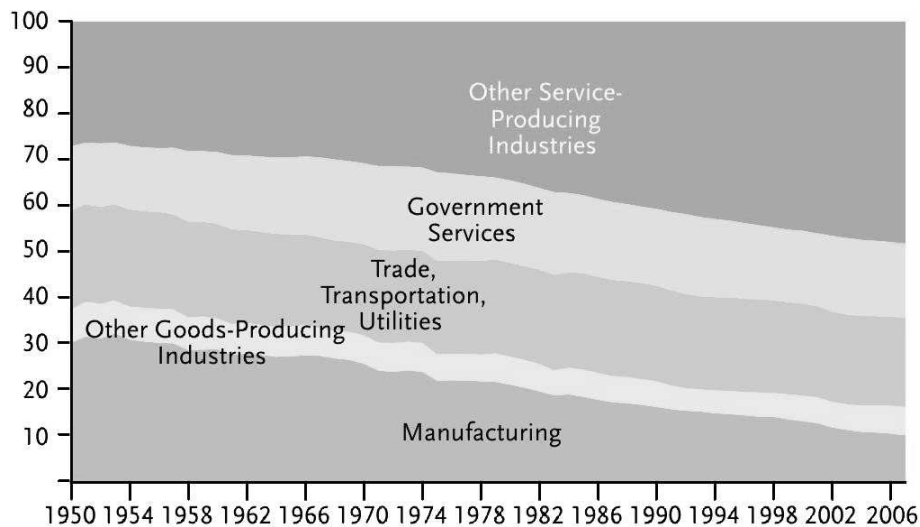 100
90
80
70
60
50
40
30
20
10
Other Service-
Producing
Industries
Government
Services
Trade,
Transportation,
Utilities
Other Goods-Producing
Industries
Manufacturing
1950 1954 1958 1962 1966 1970 1974 1978 1982 1986 1990 1994 1998 2002 2006